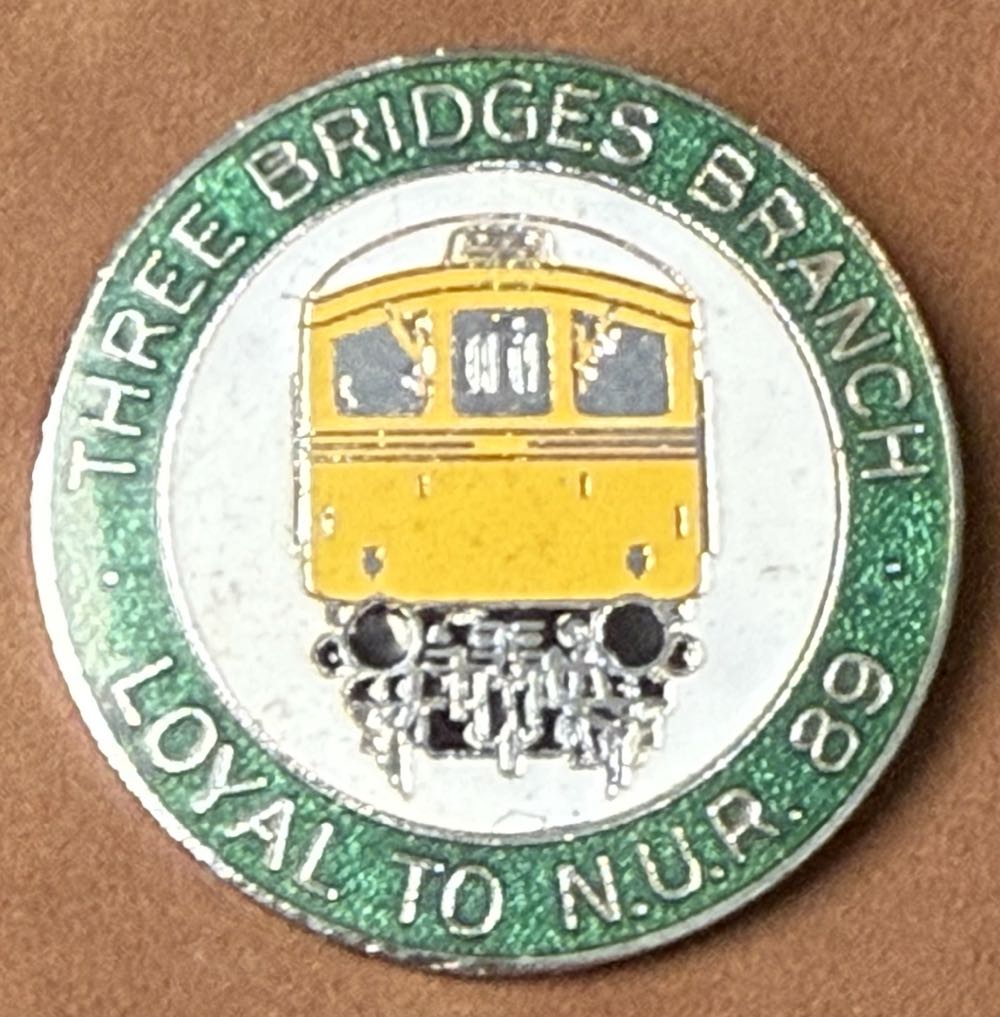 THREE BRIDGES BRANCH
LOYAL TO N.U.R. 89